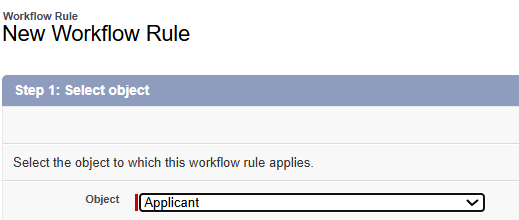 Workflow Rule
New Workflow Rule
Step 1: Select object
Select the object to which this workflow rule applies.
Object Applicant